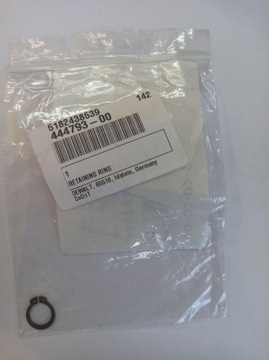 5182438539 142
444793-00
1
RETAINING RING
DEWALT, 65510, Idstein, Germany